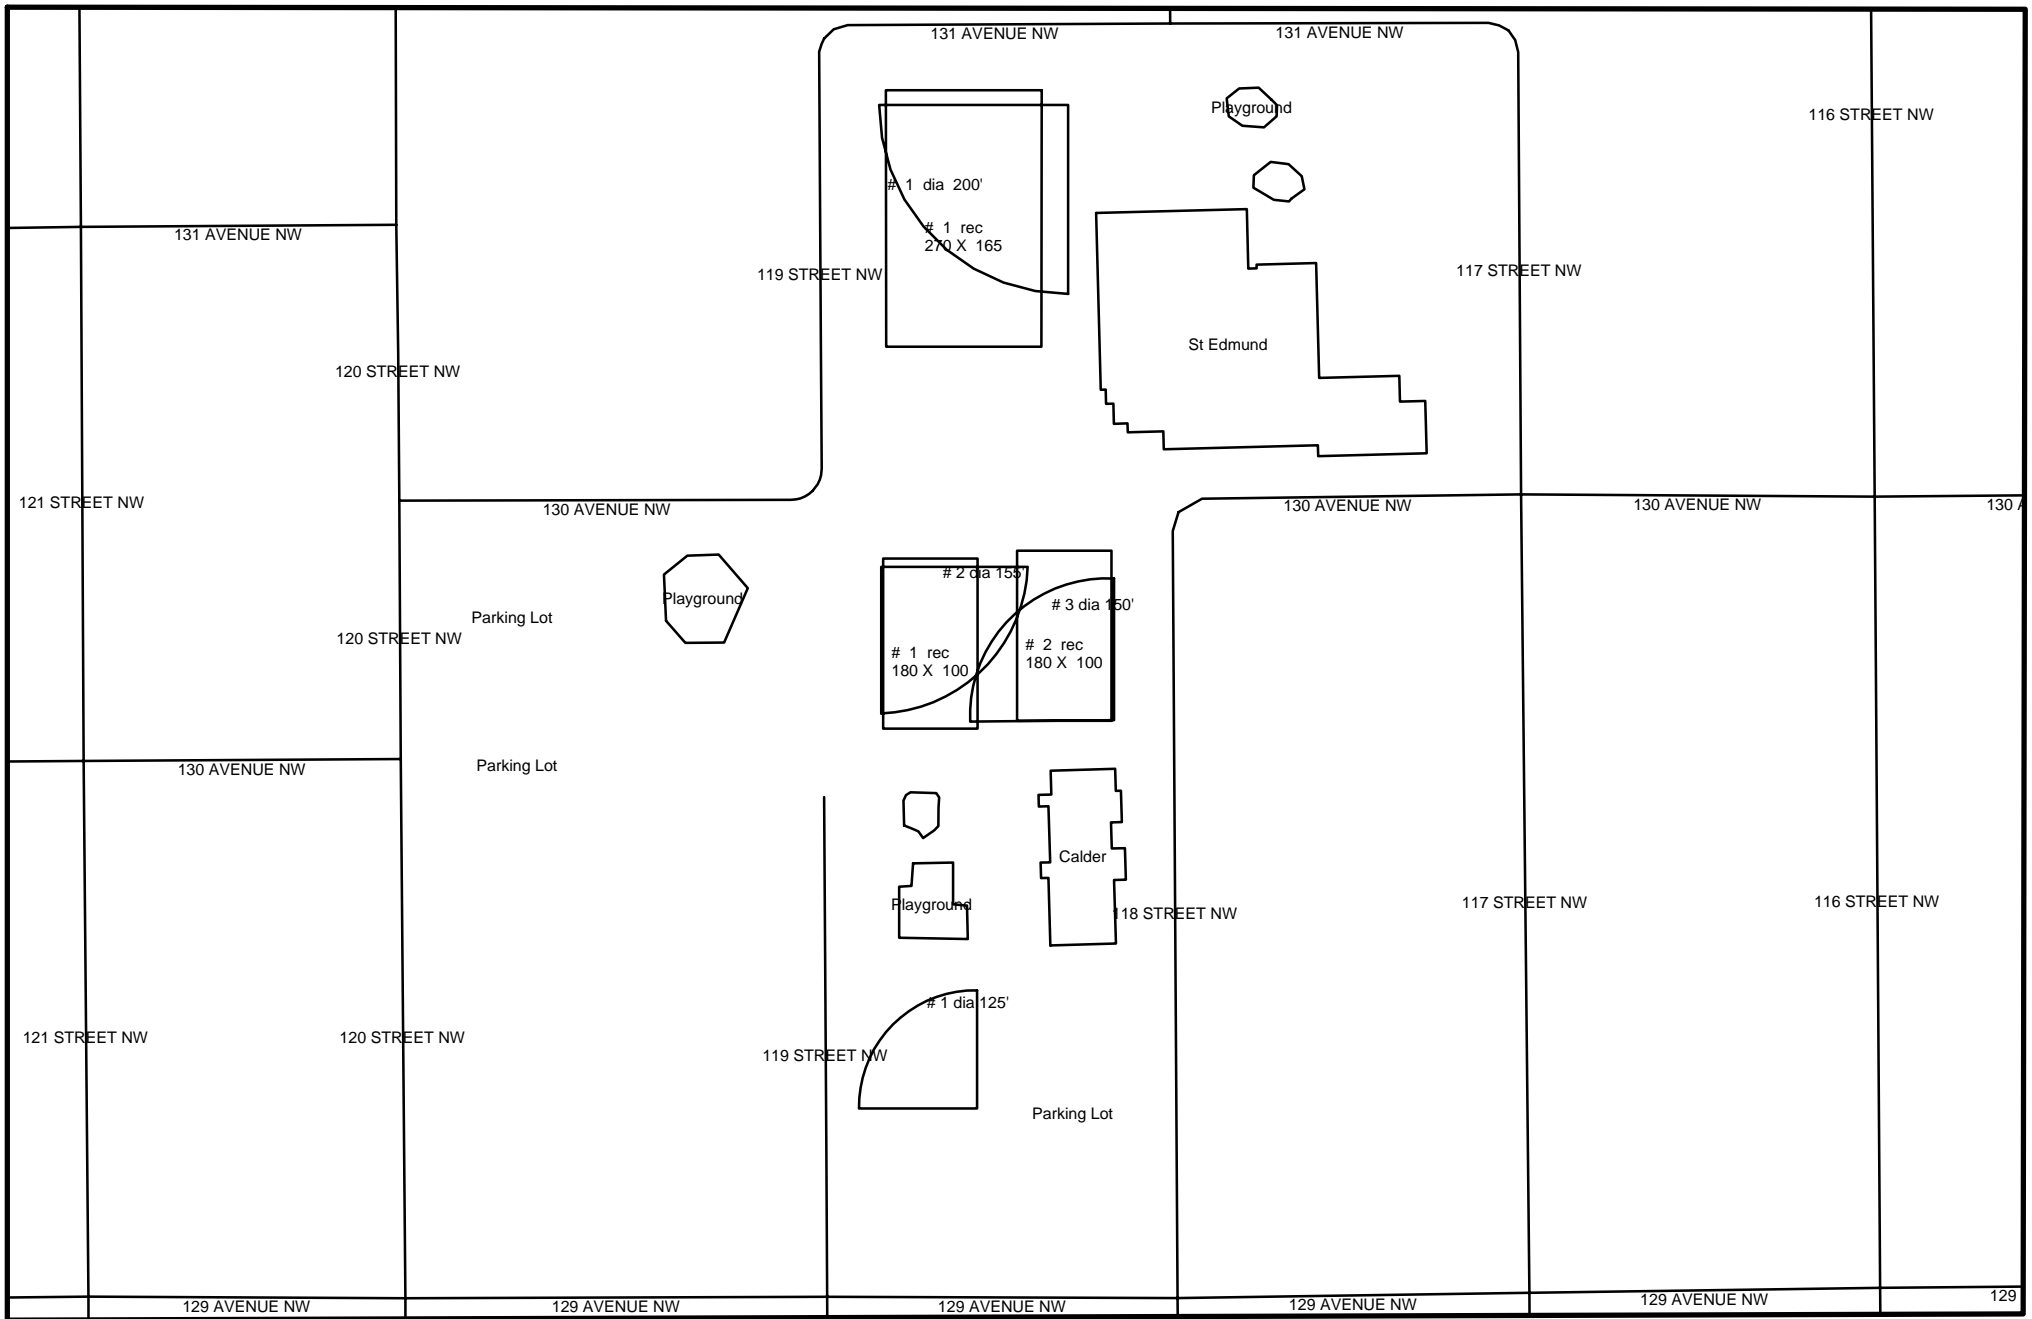 131 AVENUE NW
131 AVENUE NW
Playground
116 STREET NW
# 1 dia 200'
# 1 rec
270 X 165
131 AVENUE NW
119 STREET NW
117 STREET NW
St Edmund
120 STREET NW
121 STREET NW
130 AVENUE NW
130 AVENUE NW
130 AVENUE NW
130 A
# 2 dia 155'
Playground
# 3 dia 150'
Parking Lot
120 STREET NW
# 1 rec
180 X 100
# 2 rec
180 X 100
130 AVENUE NW
Parking Lot
Calder
Playground
118 STREET NW
117 STREET NW
116 STREET NW
# 1 dia 125'
121 STREET NW
120 STREET NW
119 STREET NW
Parking Lot
129 AVENUE NW
129 AVENUE NW
129 AVENUE NW
129 AVENUE NW
129 AVENUE NW
129